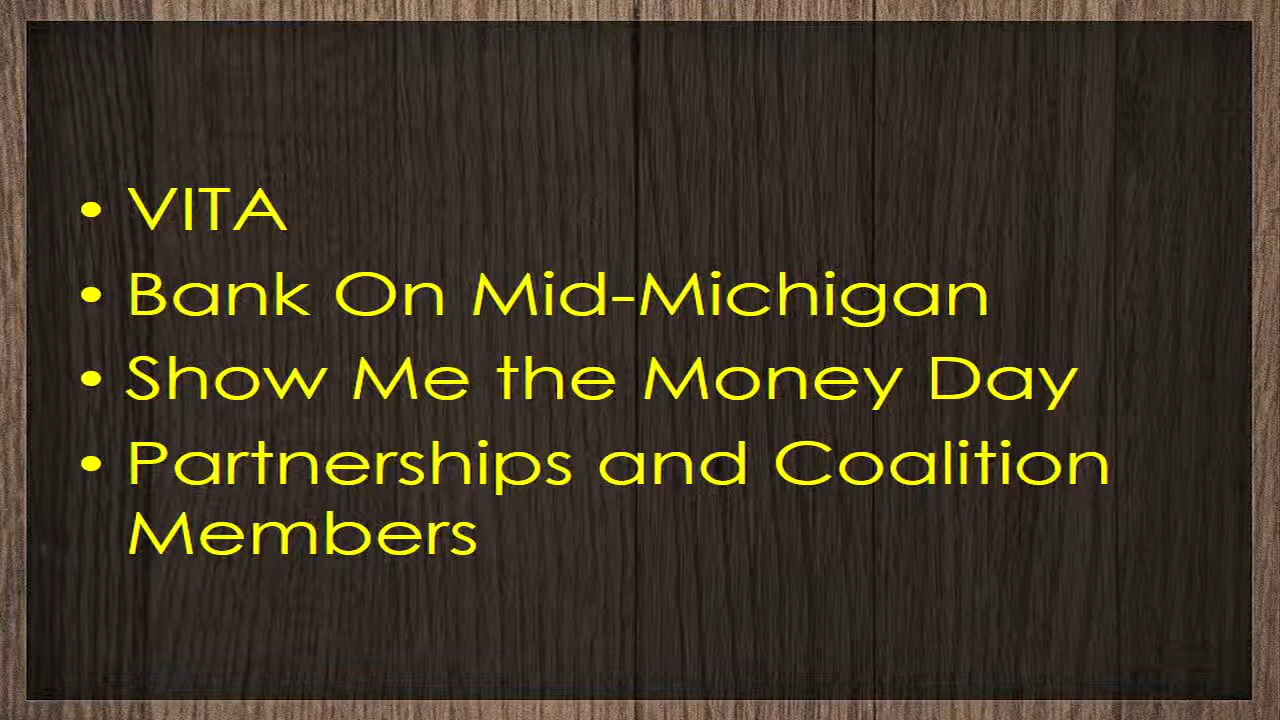 • VITA
• Bank On Mid-Michigan
• Show Me the Money Day
• Partnerships and Coalition
Members